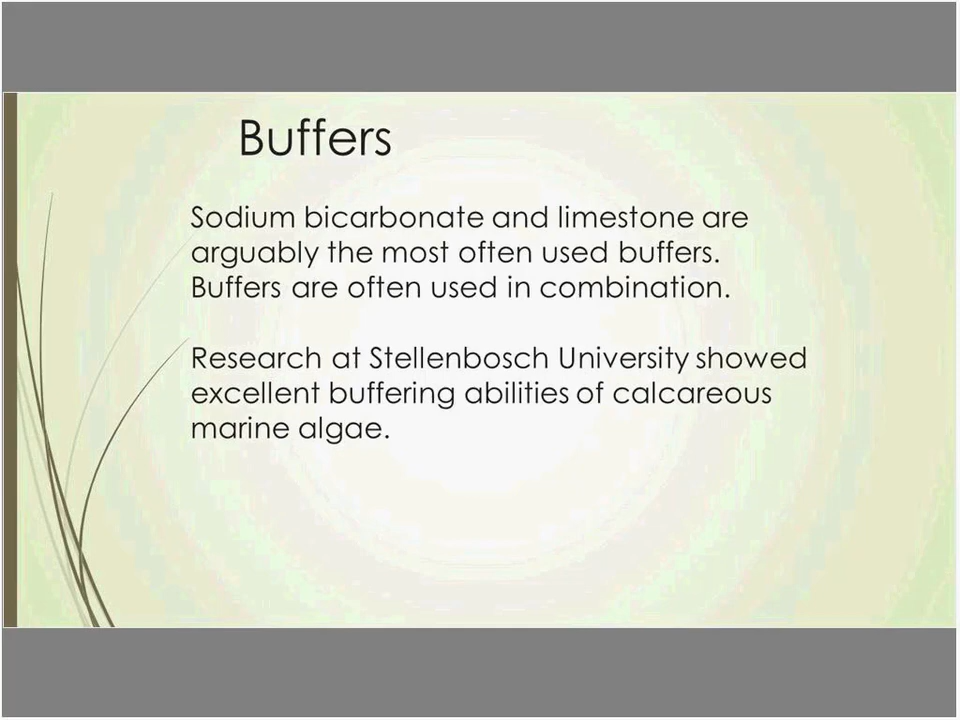 Buffers
Sodium bicarbonate and limestone are
arguably the most often used buffers.
Buffers are often used in combination.
Research at Stellenbosch University showed
excellent buffering abilities of calcareous
marine algae.